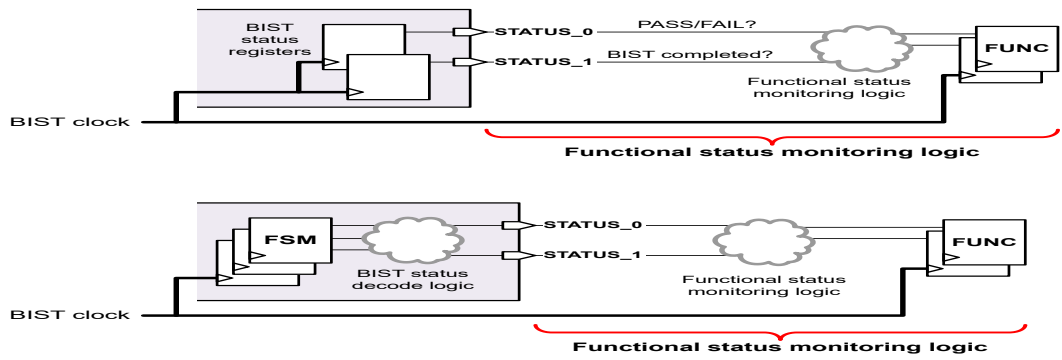 BIST
status
registers
STATUS_0
PASS/FAIL?
STATUS_1
BIST completed?
Functional status
monitoring logic
FUNC
BIST clock
Functional status monitoring logic
FSM
BIST status
decode logic
STATUS_0
STATUS_1
Functional status
monitoring logic
FUNC
BIST clock
Functional status monitoring logic